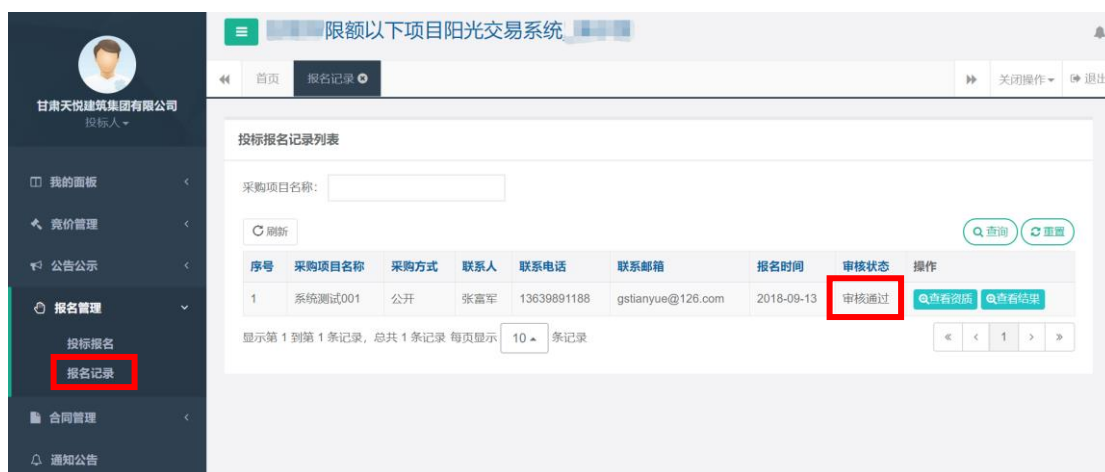 限额以下项目阳光交易系统
首页 报名记录 关闭操作 退出
甘肃天悦建筑集团有限公司
投标人
我的面板
竞价管理
公告公示
报名管理
投标报名
报名记录
合同管理
通知公告
投标报名记录列表
采购项目名称：
刷新 查询 重置
序号 采购项目名称 采购方式 联系人 联系电话 联系邮箱 报名时间 审核状态 操作
1 系统测试001 公开 张富军 13639891188 gstianyue@126.com 2018-09-13 审核通过 查看资质 查看结果
显示第 1 到第 1 条记录，总共 1 条记录 每页显示 10 条记录 « ‹ 1 › »